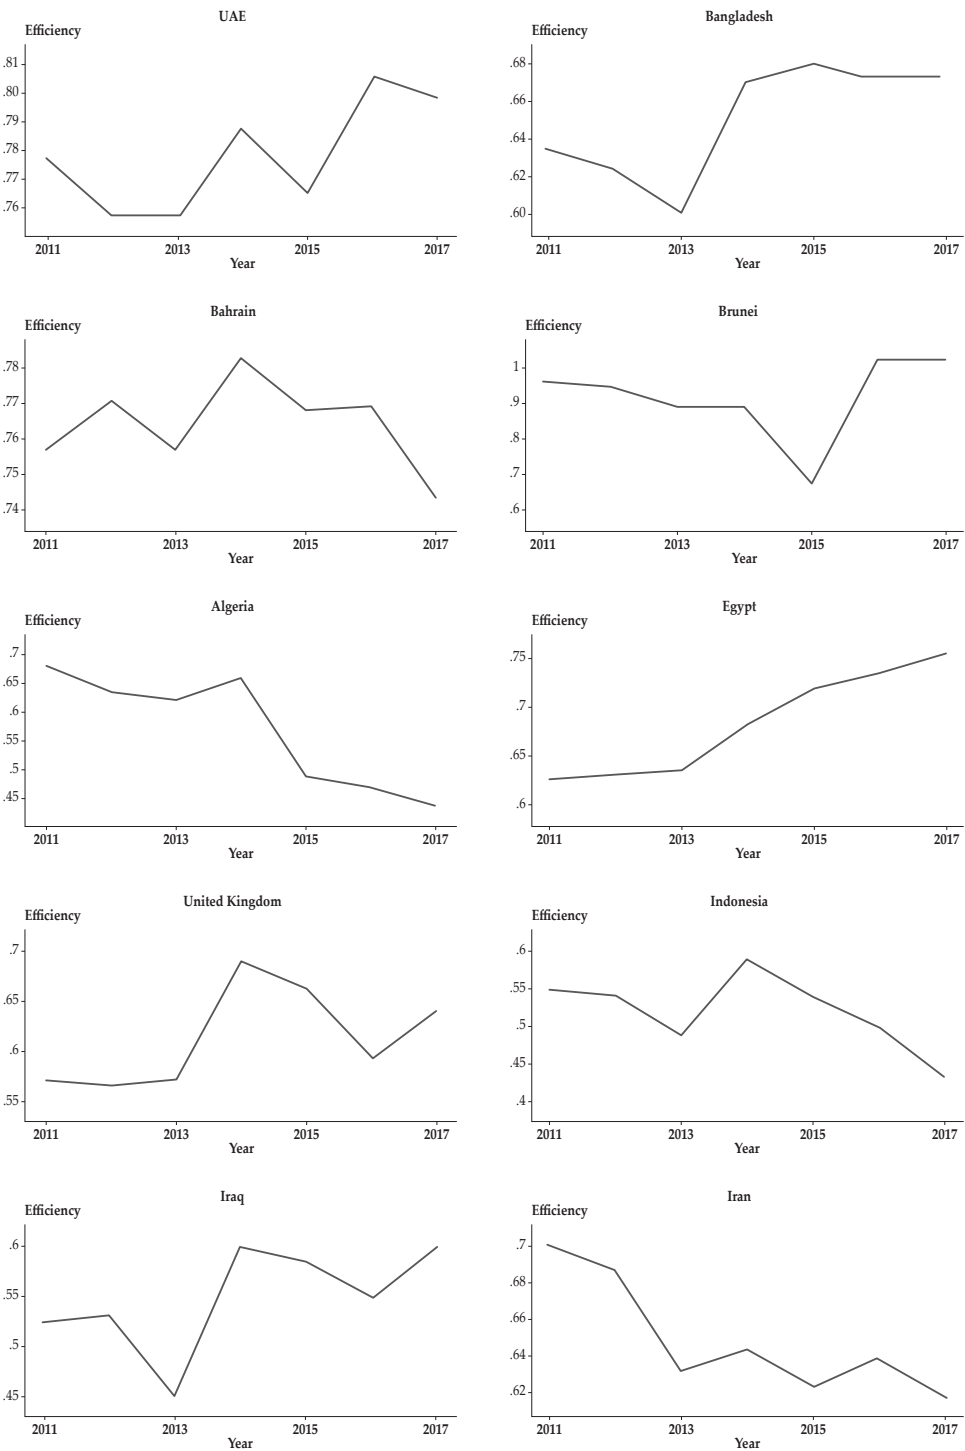 UAE
Efficiency
.81
.80
.79
.78
.77
.76
2011 2013 2015 2017
Year
Bangladesh
Efficiency
.68
.66
.64
.62
.60
2011 2013 2015 2017
Year
Bahrain
Efficiency
.78
.77
.76
.75
.74
2011 2013 2015 2017
Year
Brunei
Efficiency
1
.9
.8
.7
.6
2011 2013 2015 2017
Year
Algeria
Efficiency
.7
.65
.6
.55
.5
.45
2011 2013 2015 2017
Year
Egypt
Efficiency
.75
.7
.65
.6
2011 2013 2015 2017
Year
United Kingdom
Efficiency
.7
.65
.6
.55
2011 2013 2015 2017
Year
Indonesia
Efficiency
.6
.55
.5
.45
.4
2011 2013 2015 2017
Year
Iraq
Efficiency
.6
.55
.5
.45
2011 2013 2015 2017
Year
Iran
Efficiency
.7
.68
.66
.64
.62
2011 2013 2015 2017
Year